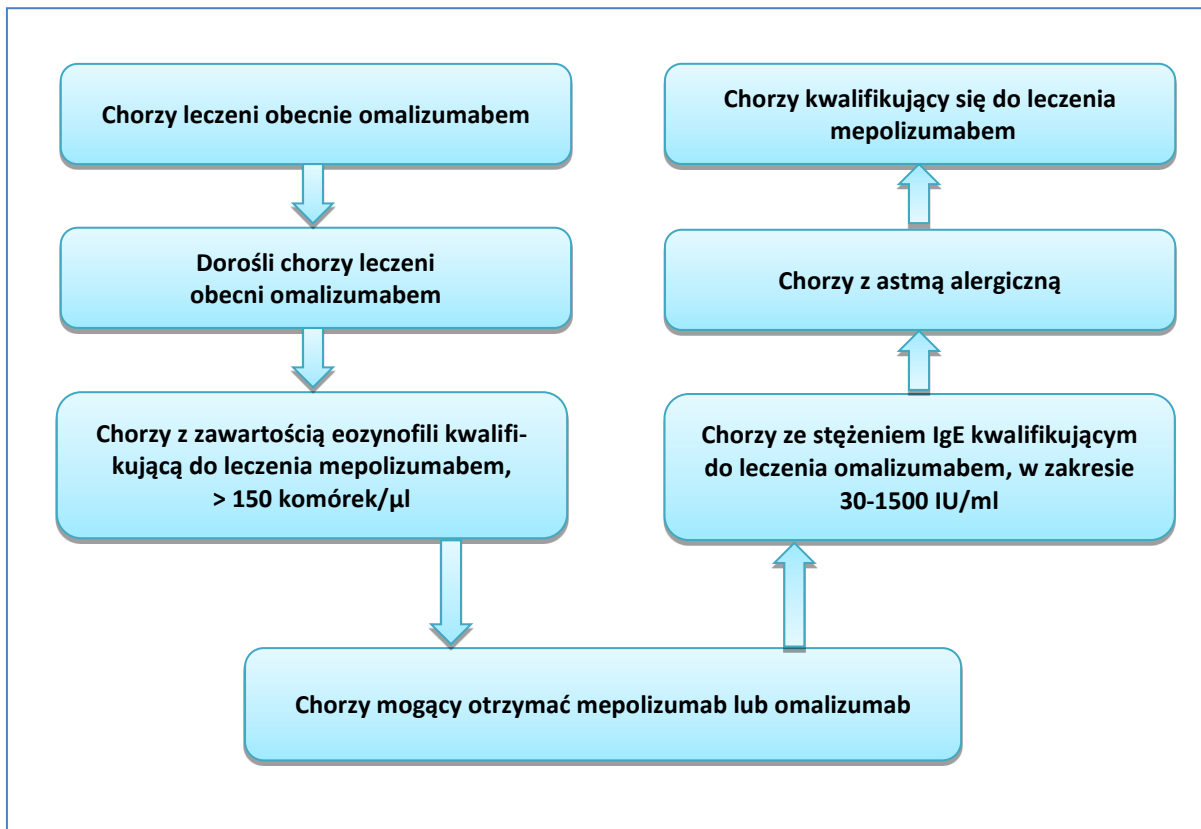 Chorzy leczeni obecnie omalizumabem
Dorośli chorzy leczeni
obecni omalizumabem
Chorzy z zawartością eozynofili kwalifi-
kującą do leczenia mepolizumabem,
> 150 komórek/µl
Chorzy mogący otrzymać mepolizumab lub omalizumab
Chorzy ze stężeniem IgE kwalifikującym
do leczenia omalizumabem, w zakresie
30-1500 IU/ml
Chorzy z astmą alergiczną
Chorzy kwalifikujący się do leczenia
mepolizumabem